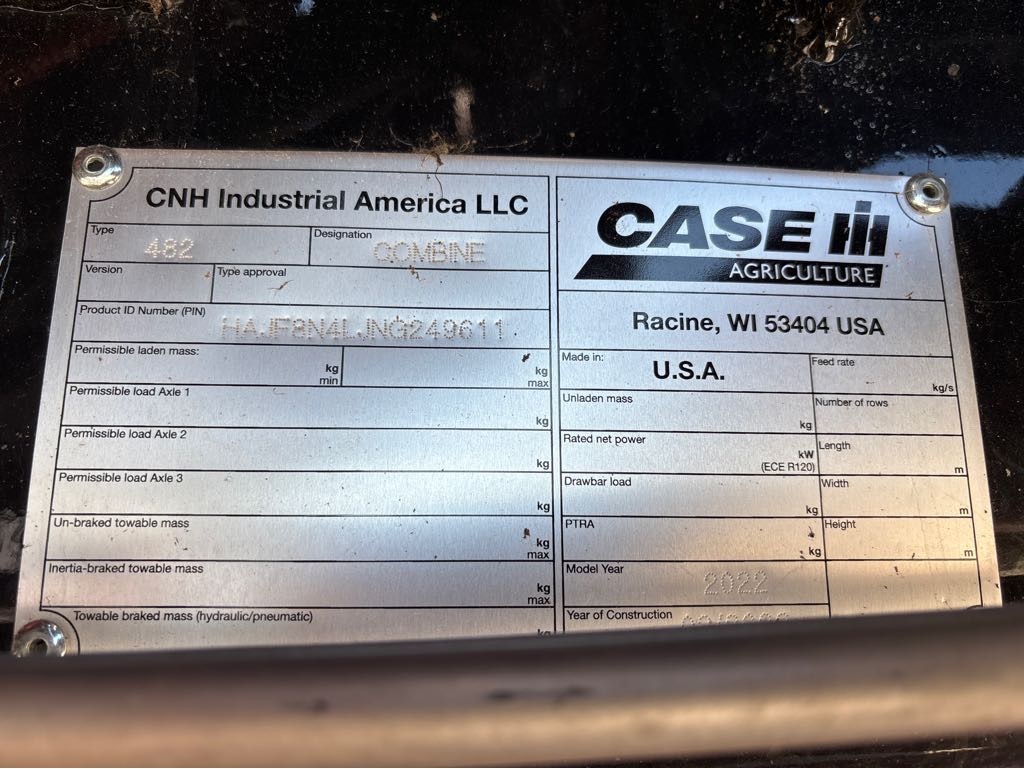 CNH Industrial America LLC
Type
482
Designation
COMBINE
Version
Type approval
Product ID Number (PIN)
HAJF8N4LJNG249611
Permissible laden mass:
kg
min
kg
max
Permissible load Axle 1
kg
Permissible load Axle 2
kg
Permissible load Axle 3
kg
Un-braked towable mass
kg
max
Inertia-braked towable mass
kg
max
Towable braked mass (hydraulic/pneumatic)
kg
CASE IH
AGRICULTURE
Racine, WI 53404 USA
Made in:
U.S.A.
Feed rate
kg/s
Unladen mass
kg
Number of rows
Rated net power
kW
(ECE R120)
Length
m
Drawbar load
kg
Width
m
PTRA
kg
Height
m
Model Year
2022
Year of Construction